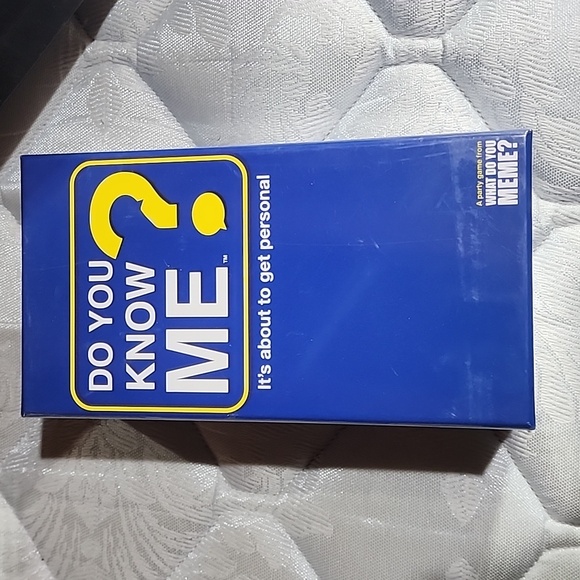 DO YOU
KNOW
ME?™
It's about to get personal
A party game from
WHAT DO YOU
MEME?